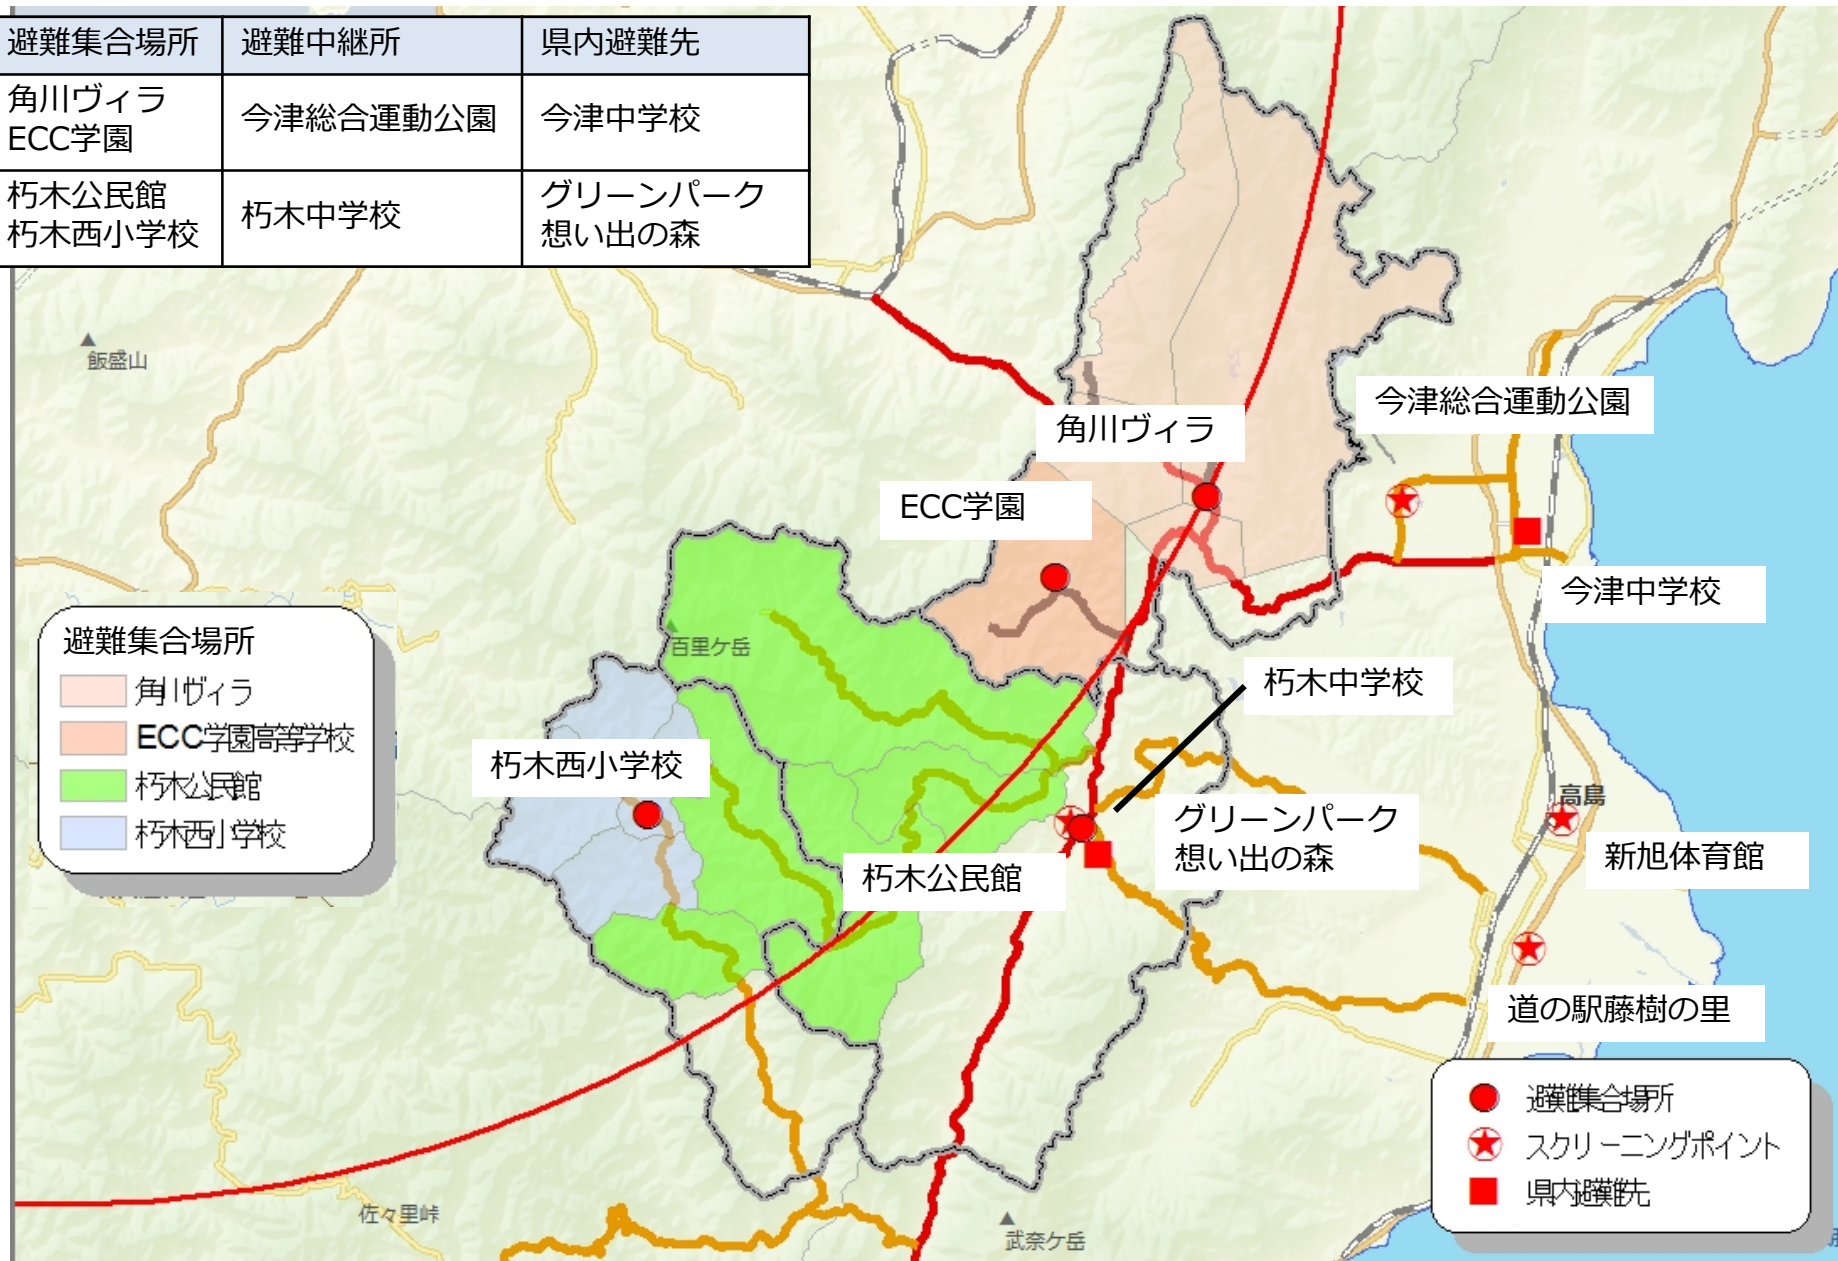 避難集合場所 避難中継所 県内避難先
角川ヴィラ
ECC学園
今津総合運動公園
今津中学校
朽木公民館
朽木西小学校
朽木中学校
グリーンパーク
想い出の森
飯盛山
今津総合運動公園
角川ヴィラ
ECC学園
今津中学校
避難集合場所
角川ヴィラ
ECC学園高等学校
朽木公民館
朽木西小学校
百里ケ岳
朽木中学校
朽木西小学校
グリーンパーク
想い出の森
高島
新旭体育館
朽木公民館
道の駅藤樹の里
避難集合場所
スクリーニングポイント
県内避難先
佐々里峠
武奈ケ岳